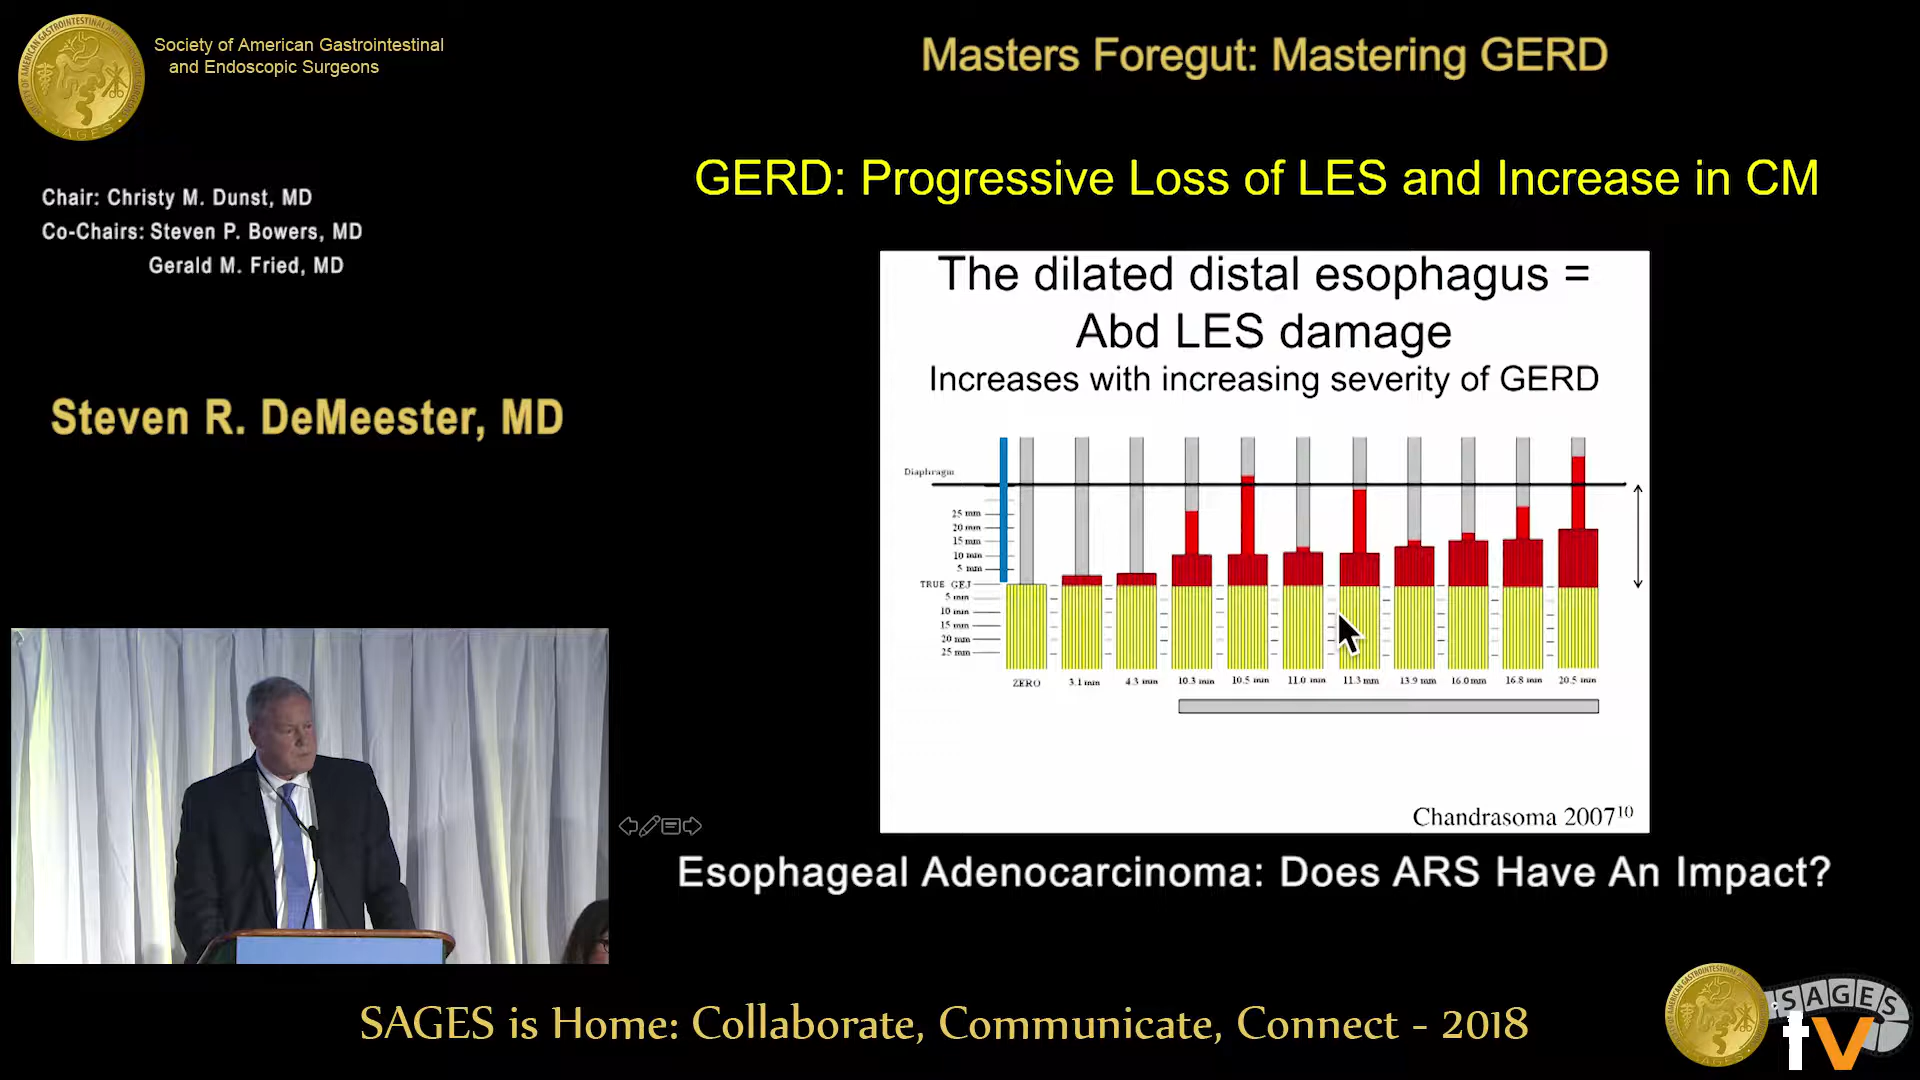 Society of American Gastrointestinal
and Endoscopic Surgeons
Masters Foregut: Mastering GERD
Chair: Christy M. Dunst, MD
Co-Chairs: Steven P. Bowers, MD
Gerald M. Fried, MD
Steven R. DeMeester, MD
GERD: Progressive Loss of LES and Increase in CM
The dilated distal esophagus =
Abd LES damage
Increases with increasing severity of GERD
Diaphragm
25 mm
20 mm
15 mm
10 mm
5 mm
TRUE GEJ
5 mm
10 mm
15 mm
20 mm
25 mm
ZERO 3.1 mm 4.3 mm 10.3 mm 10.5 mm 11.0 mm 11.3 mm 13.9 mm 16.0 mm 16.8 mm 20.5 mm
Chandrasoma 2007¹⁰
Esophageal Adenocarcinoma: Does ARS Have An Impact?
SAGES is Home: Collaborate, Communicate, Connect - 2018
SAGES
tv